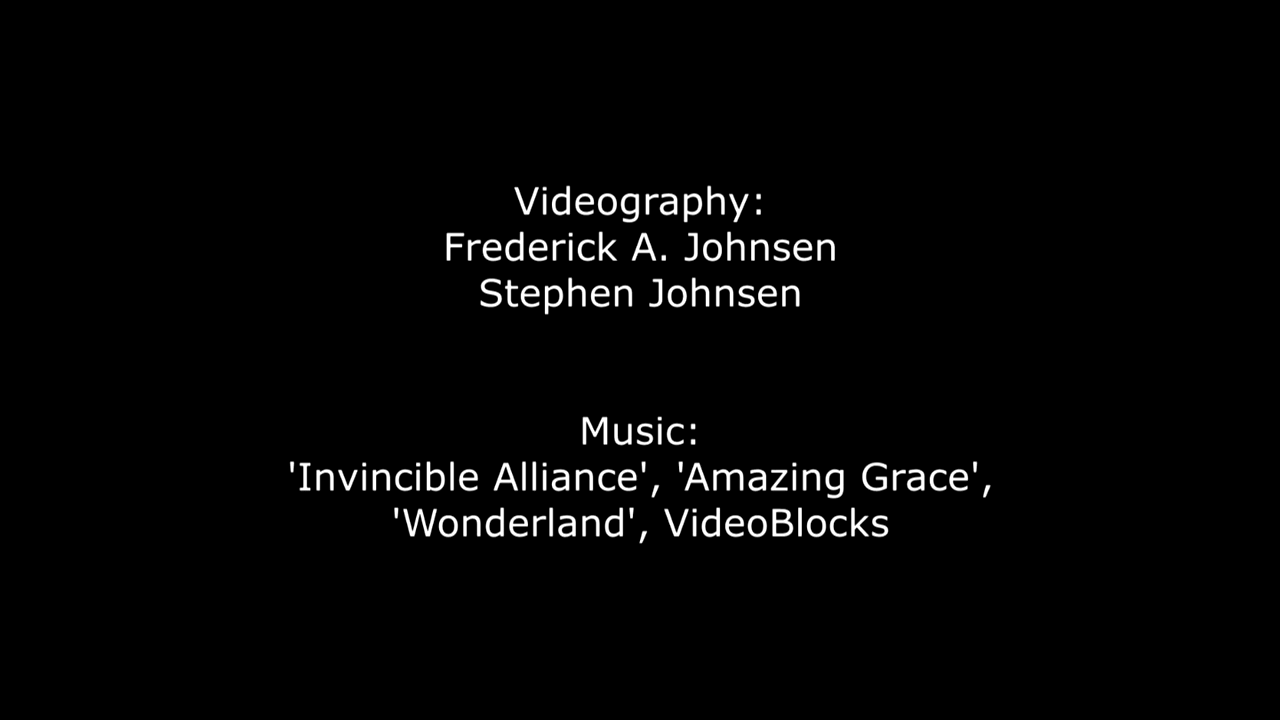 Videography:
Frederick A. Johnsen
Stephen Johnsen
Music:
'Invincible Alliance', 'Amazing Grace',
'Wonderland', VideoBlocks